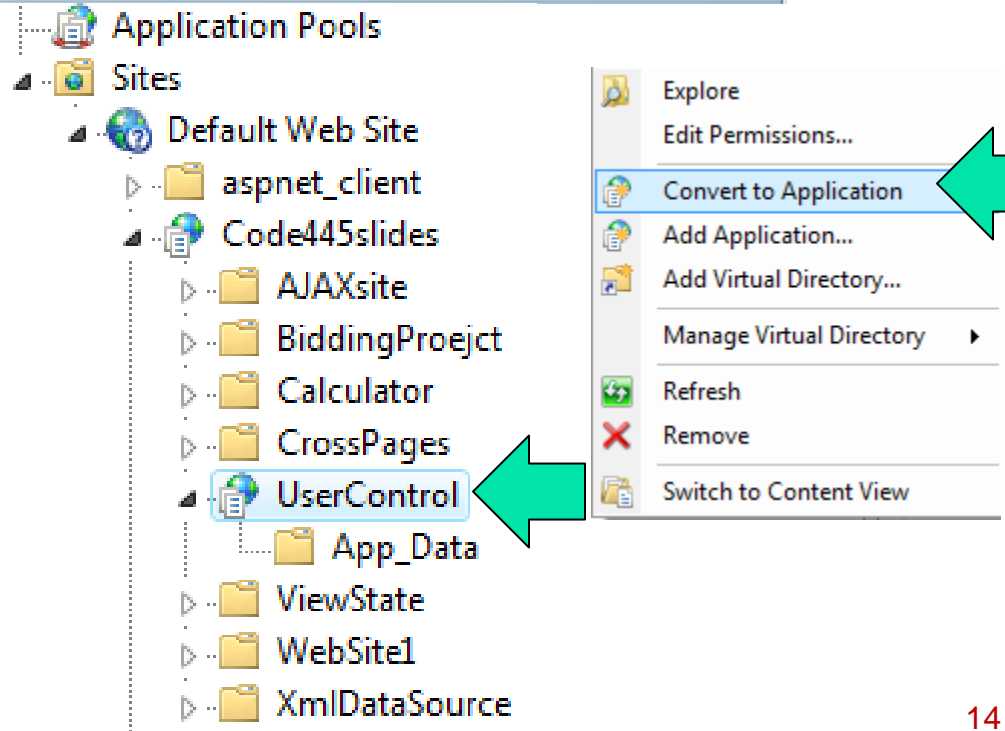 Application Pools
Sites
Default Web Site
aspnet_client
Code445slides
AJAXsite
BiddingProejct
Calculator
CrossPages
UserControl
App_Data
ViewState
WebSite1
XmlDataSource
Explore
Edit Permissions...
Convert to Application
Add Application...
Add Virtual Directory...
Manage Virtual Directory
Refresh
Remove
Switch to Content View
14